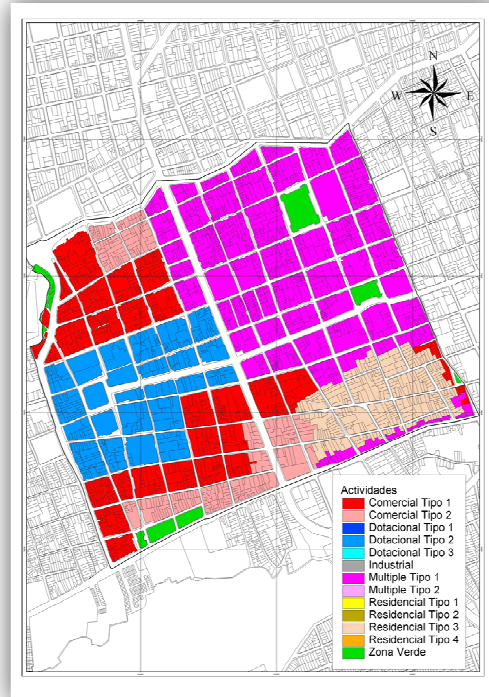 N
W E
S
Actividades
Comercial Tipo 1
Comercial Tipo 2
Dotacional Tipo 1
Dotacional Tipo 2
Dotacional Tipo 3
Industrial
Multiple Tipo 1
Multiple Tipo 2
Residencial Tipo 1
Residencial Tipo 2
Residencial Tipo 3
Residencial Tipo 4
Zona Verde